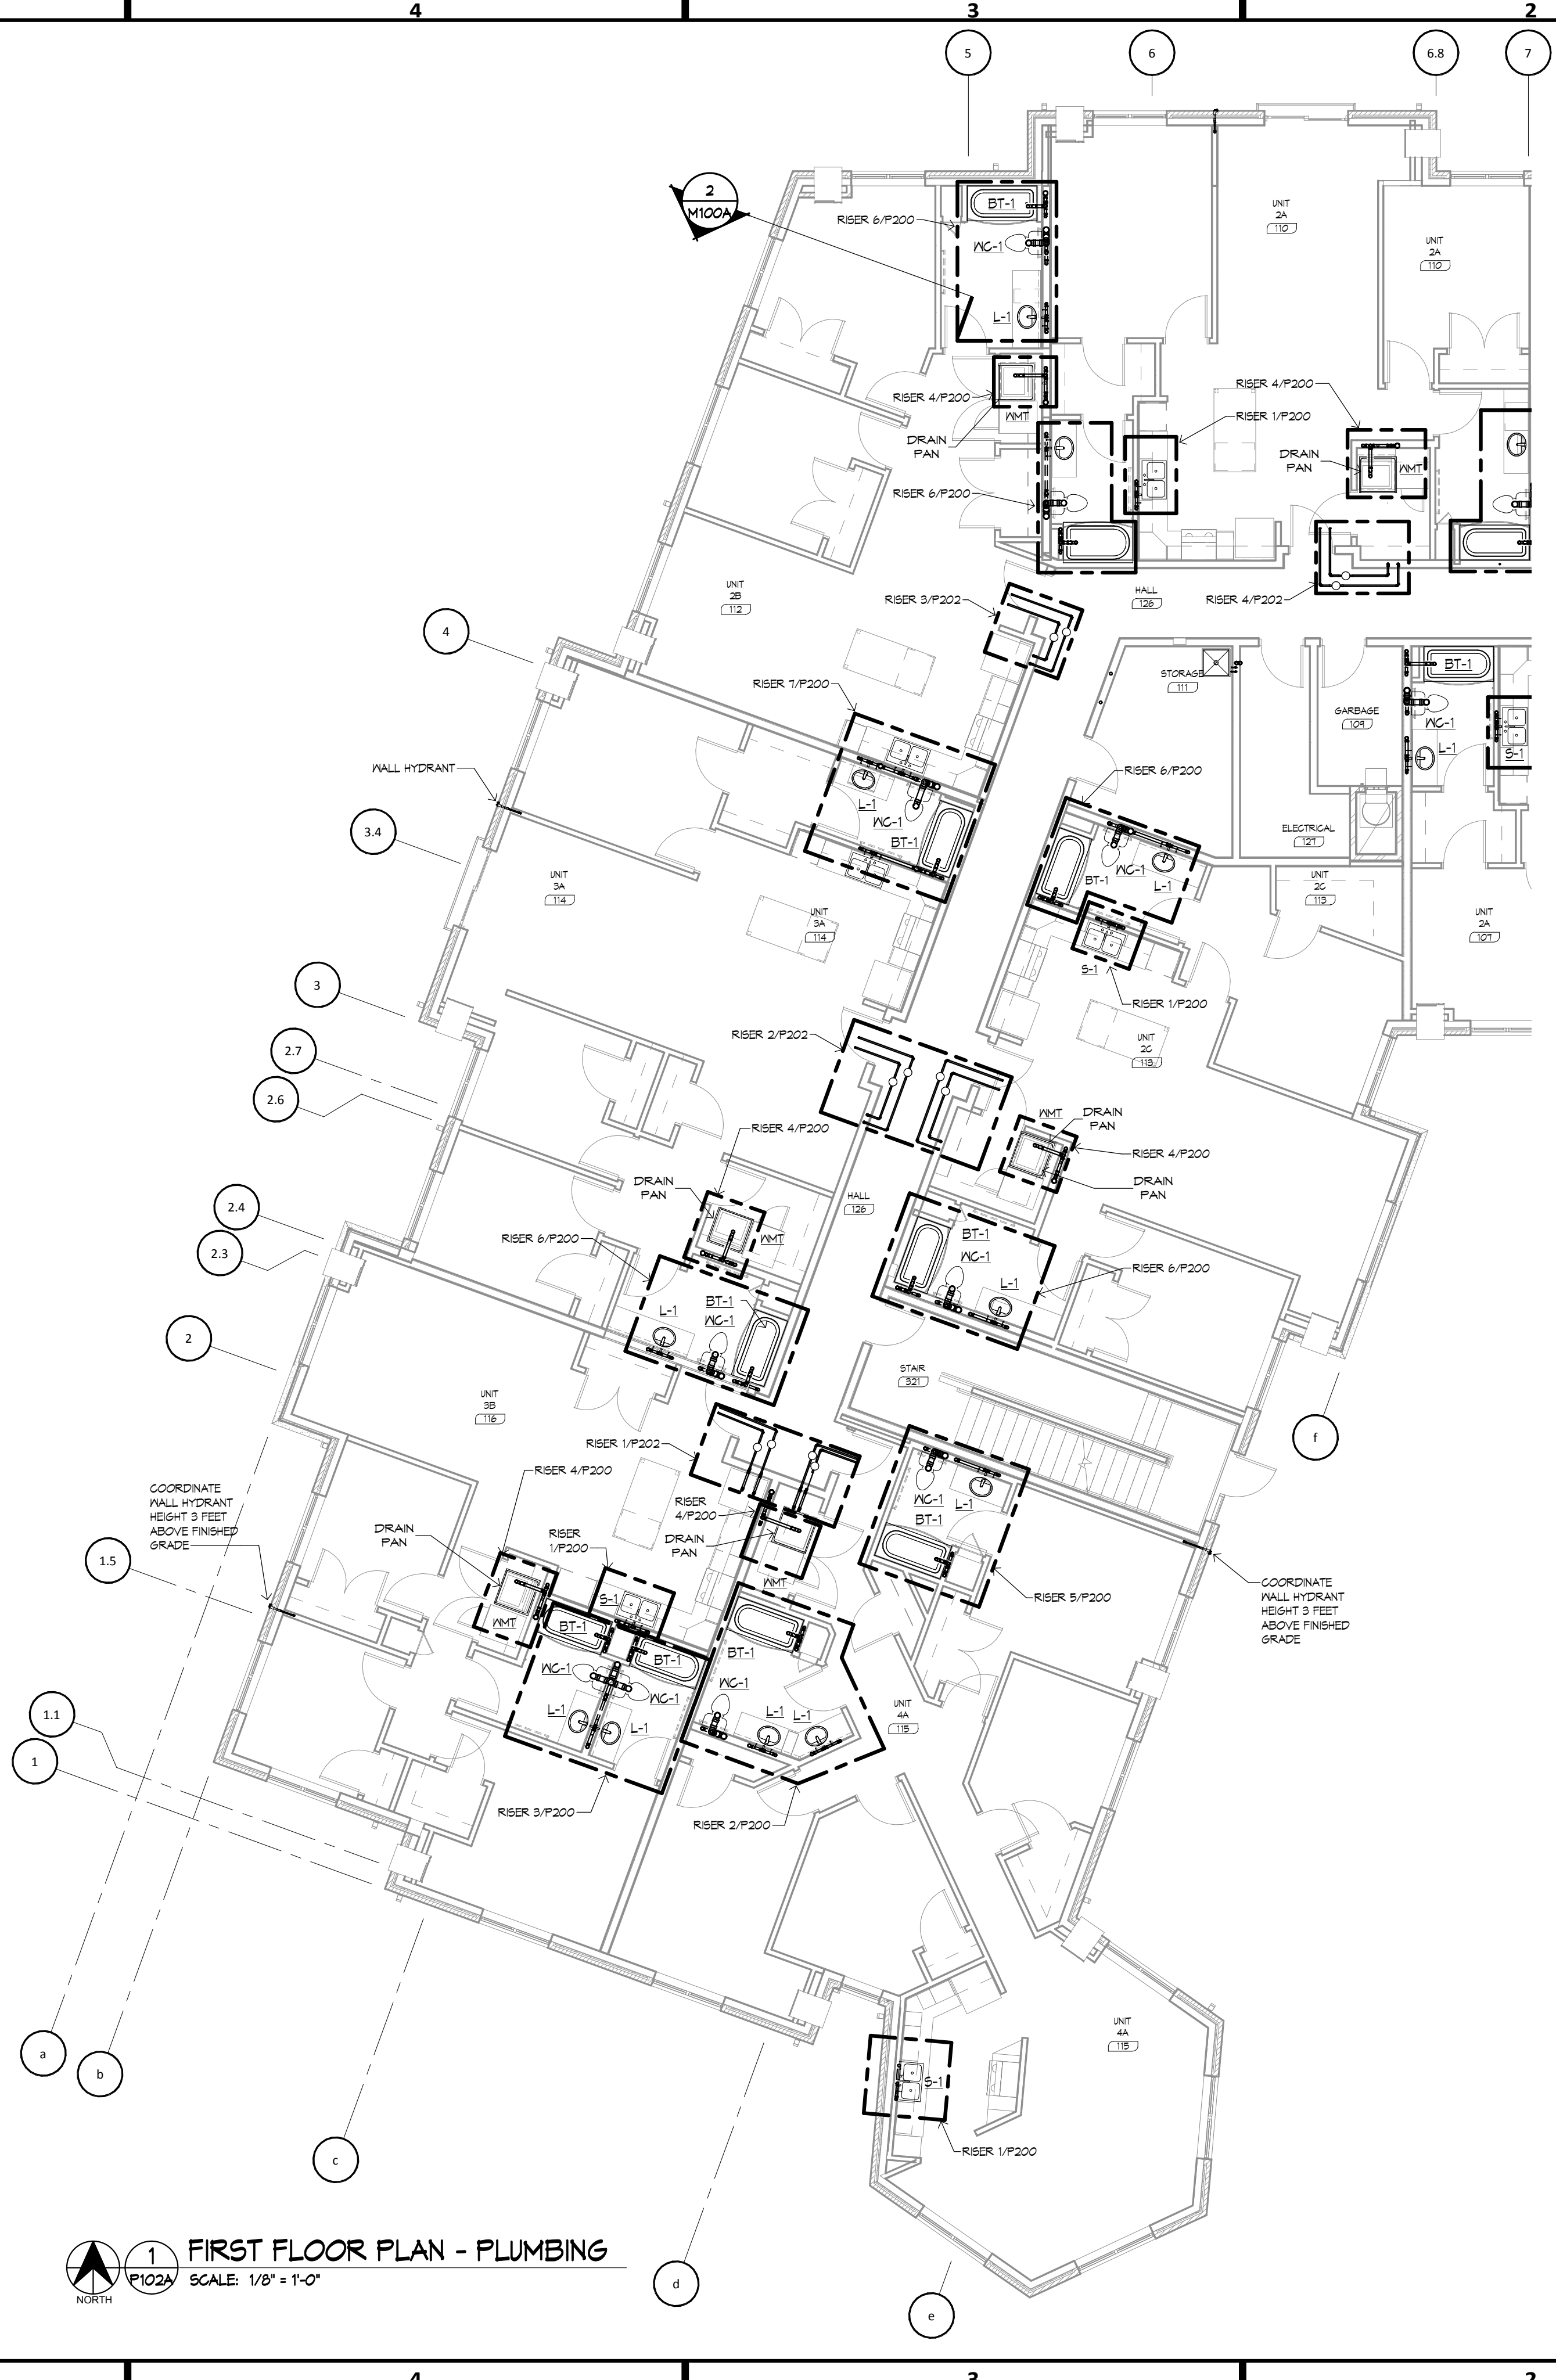 4
3
2
5
6
6.8
7
2
M100A
RISER 6/P200
BT-1
WC-1
L-1
UNIT
2A
110
UNIT
2A
110
RISER 4/P200
WMT
DRAIN
PAN
RISER 6/P200
RISER 4/P200
RISER 1/P200
DRAIN
PAN
WMT
UNIT
2B
112
RISER 3/P202
HALL
126
RISER 4/P202
4
RISER 7/P200
STORAGE
111
GARBAGE
109
BT-1
WC-1
L-1
S-1
WALL HYDRANT
L-1
WC-1
BT-1
RISER 6/P200
3.4
ELECTRICAL
127
UNIT
3A
114
UNIT
3A
114
BT-1
WC-1
L-1
UNIT
2C
113
UNIT
2A
107
S-1
RISER 1/P200
3
2.7
2.6
RISER 2/P202
UNIT
2C
113
RISER 4/P200
WMT
DRAIN
PAN
RISER 4/P200
DRAIN
PAN
DRAIN
PAN
WMT
HALL
126
2.4
2.3
RISER 6/P200
BT-1
WC-1
L-1
RISER 6/P200
L-1
BT-1
WC-1
2
STAIR
321
UNIT
3B
116
f
RISER 1/P202
RISER 4/P200
COORDINATE
WALL HYDRANT
HEIGHT 3 FEET
ABOVE FINISHED
GRADE
DRAIN
PAN
RISER
1/P200
RISER
4/P200
DRAIN
PAN
WC-1
L-1
BT-1
1.5
WMT
S-1
WMT
RISER 5/P200
COORDINATE
WALL HYDRANT
HEIGHT 3 FEET
ABOVE FINISHED
GRADE
BT-1
BT-1
WC-1
WC-1
L-1
L-1
BT-1
WC-1
L-1
L-1
UNIT
4A
115
1.1
1
RISER 3/P200
RISER 2/P200
a
b
c
d
e
UNIT
4A
115
S-1
RISER 1/P200
1
P102A
FIRST FLOOR PLAN - PLUMBING
SCALE: 1/8" = 1'-0"
NORTH
4
3
2